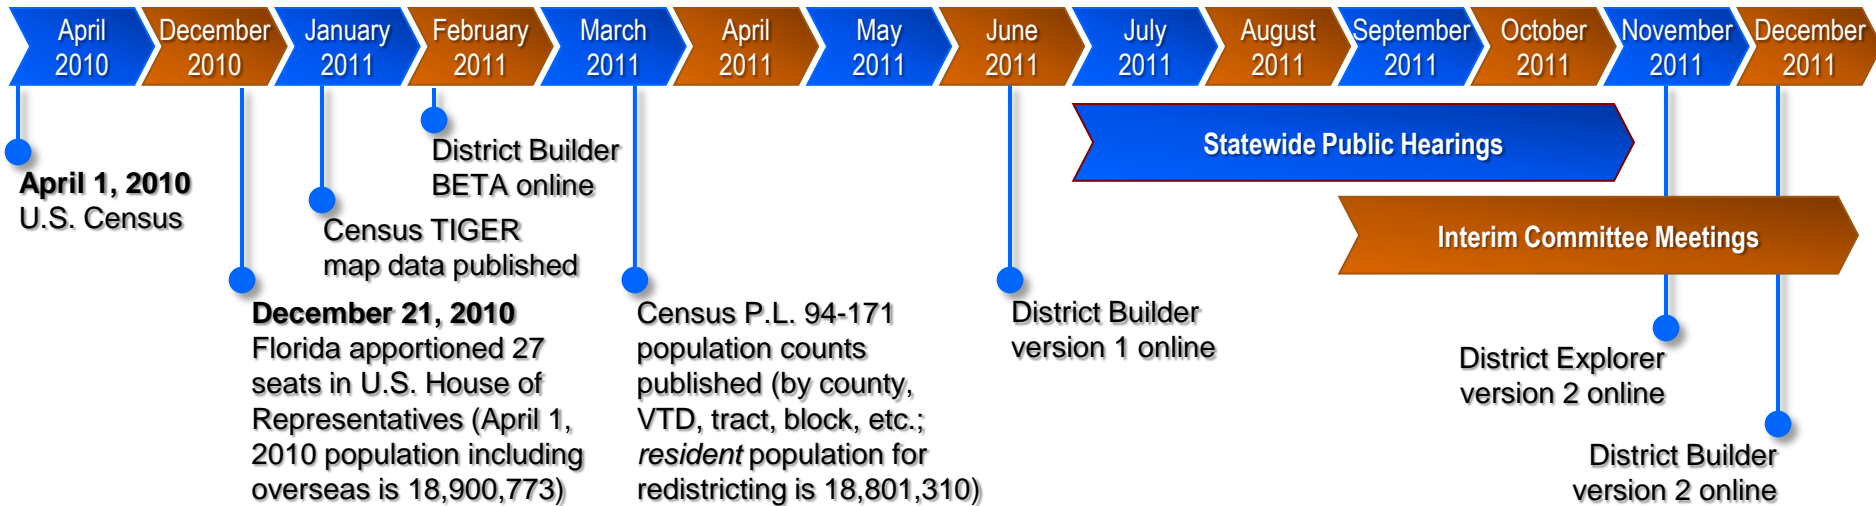 April
2010
December
2010
January
2011
February
2011
March
2011
April
2011
May
2011
June
2011
July
2011
August
2011
September
2011
October
2011
November
2011
December
2011
April 1, 2010
U.S. Census
December 21, 2010
Florida apportioned 27
seats in U.S. House of
Representatives (April 1,
2010 population including
overseas is 18,900,773)
Census TIGER
map data published
District Builder
BETA online
Census P.L. 94-171
population counts
published (by county,
VTD, tract, block, etc.;
resident population for
redistricting is 18,801,310)
District Builder
version 1 online
Statewide Public Hearings
Interim Committee Meetings
District Explorer
version 2 online
District Builder
version 2 online